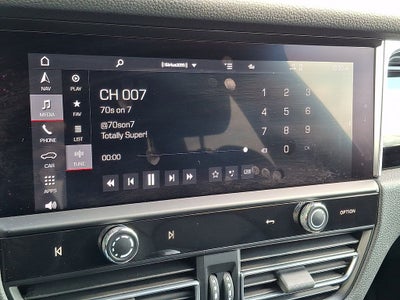 ((SiriusXM))
NAV
PLAY
CH 007
1 2 3
70s on 7
MEDIA
FAV
4 5 6
@70son7
Totally Super!
PHONE
LIST
7 8 9
CAR
TUNE
00:00
0
APPS
OPTION